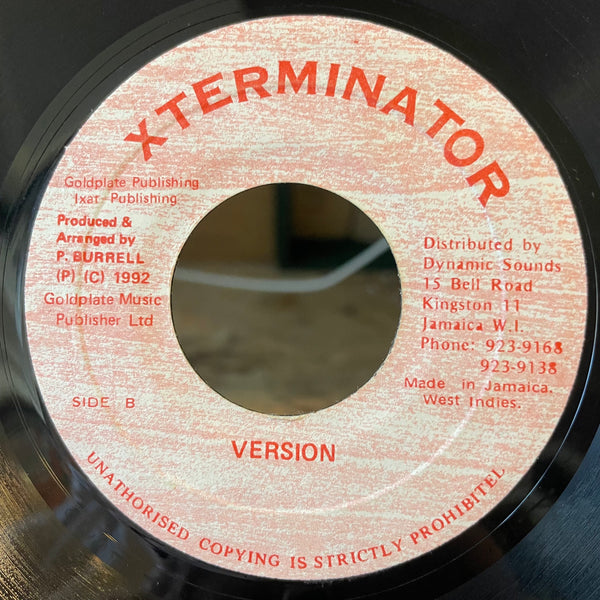 XTERMINATOR
Goldplate Publishing
Ixat Publishing
Produced &
Arranged by
P. BURRELL
(P) (C) 1992
Goldplate Music
Publisher Ltd
SIDE B
Distributed by
Dynamic Sounds
15 Bell Road
Kingston 11
Jamaica W.I.
Phone: 923-9168
923-9138
Made in Jamaica.
West Indies.
VERSION
UNATHORISED COPYING IS STRICTLY PROHIBITEL